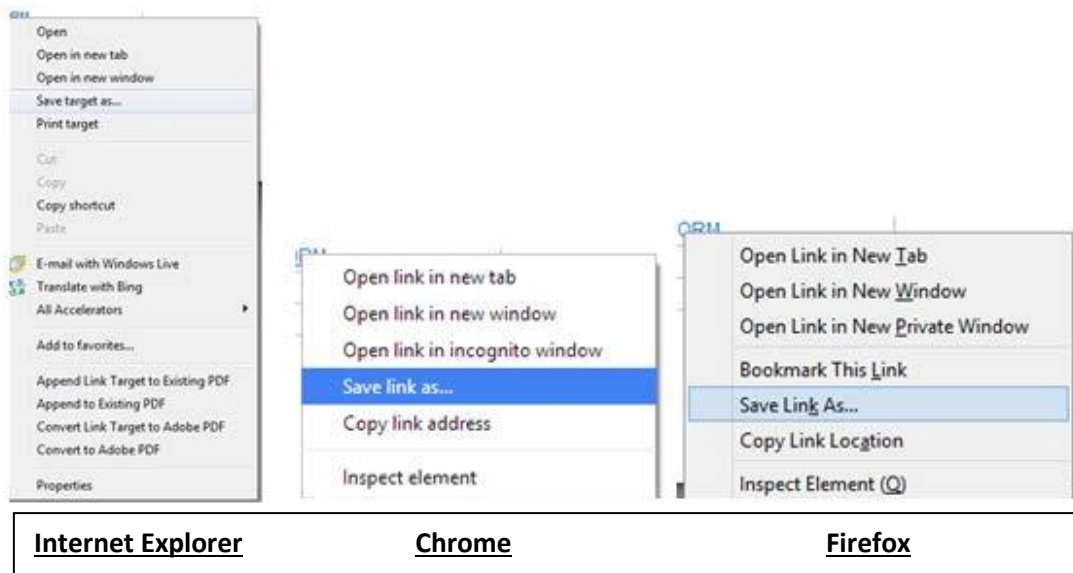 Open
Open in new tab
Open in new window
Save target as...
Print target
Cut
Copy
Copy shortcut
Paste
E-mail with Windows Live
Translate with Bing
All Accelerators
Add to favorites...
Append Link Target to Existing PDF
Append to Existing PDF
Convert Link Target to Adobe PDF
Convert to Adobe PDF
Properties
Open link in new tab
Open link in new window
Open link in incognito window
Save link as...
Copy link address
Inspect element
ORM
Open Link in New Tab
Open Link in New Window
Open Link in New Private Window
Bookmark This Link
Save Link As...
Copy Link Location
Inspect Element (Q)
Internet Explorer Chrome Firefox